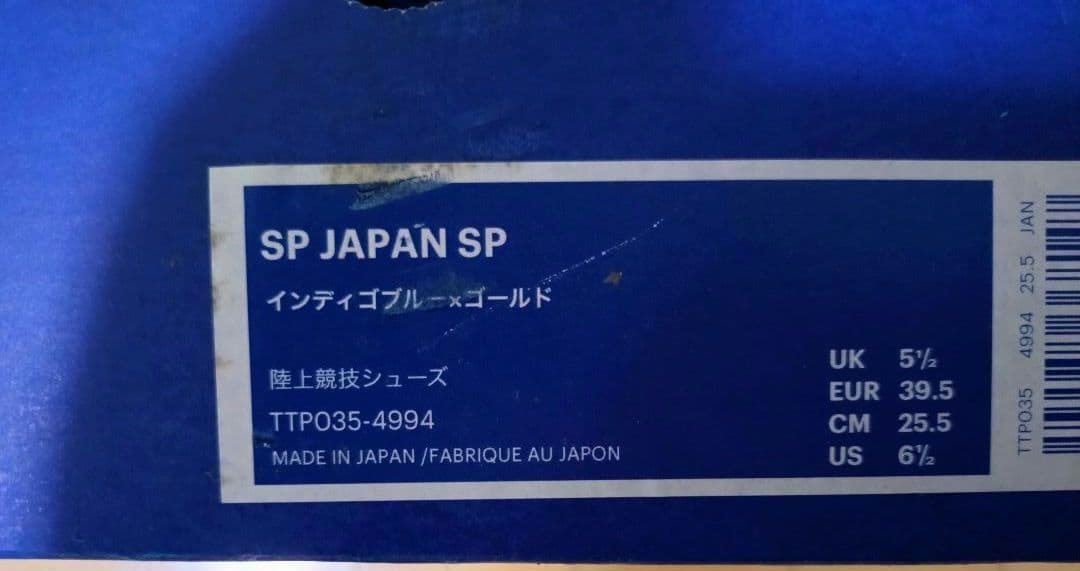 SP JAPAN SP
インディゴブルー×ゴールド
陸上競技シューズ
TTP035-4994
MADE IN JAPAN /FABRIQUE AU JAPON
UK 5½
EUR 39.5
CM 25.5
US 6½
TTP035 4994 25.5 JAN